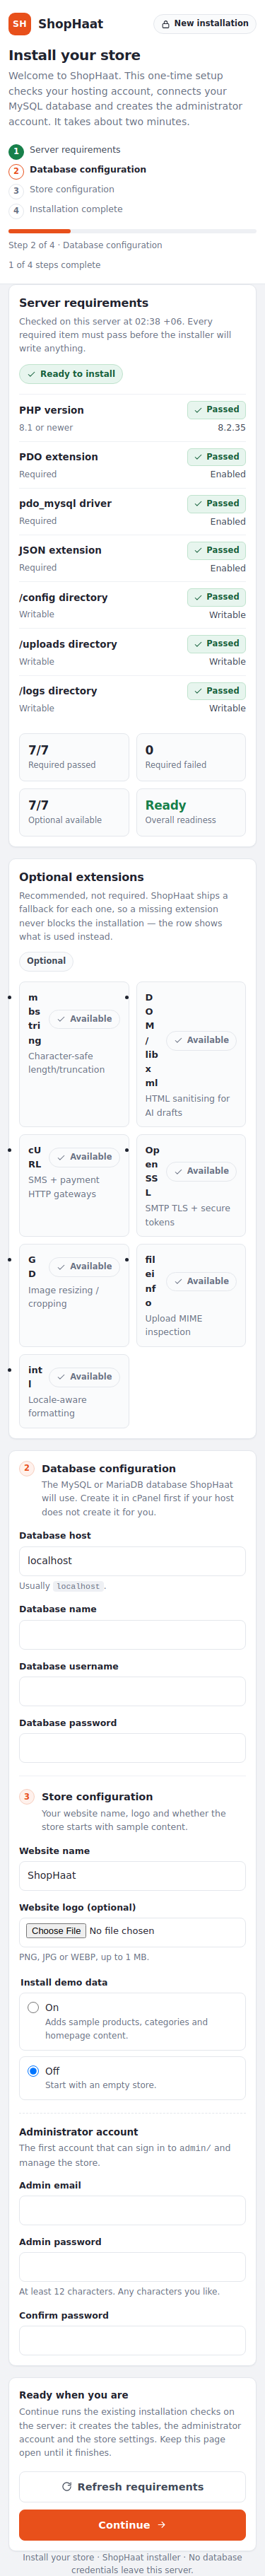 SH ShopHaat New installation
Install your store
Welcome to ShopHaat. This one-time setup
checks your hosting account, connects your
MySQL database and creates the administrator
account. It takes about two minutes.
1 Server requirements
2 Database configuration
3 Store configuration
4 Installation complete
Step 2 of 4 · Database configuration
1 of 4 steps complete
Server requirements
Checked on this server at 02:38 +06. Every
required item must pass before the installer will
write anything.
Ready to install
PHP version Passed
8.1 or newer 8.2.35
PDO extension Passed
Required Enabled
pdo_mysql driver Passed
Required Enabled
JSON extension Passed
Required Enabled
/config directory Passed
Writable Writable
/uploads directory Passed
Writable Writable
/logs directory Passed
Writable Writable
7/7
Required passed
0
Required failed
7/7
Optional available
Ready
Overall readiness
Optional extensions
Recommended, not required. ShopHaat ships a
fallback for each one, so a missing extension
never blocks the installation — the row shows
what is used instead.
Optional
m
bs
tri
ng
Available
Character-safe
length/truncation
D
O
M
/
lib
x
ml
Available
HTML sanitising for
AI drafts
cU
RL
Available
SMS + payment
HTTP gateways
Op
en
SS
L
Available
SMTP TLS + secure
tokens
G
D
Available
Image resizing /
cropping
fil
ei
nf
o
Available
Upload MIME
inspection
int
l
Available
Locale-aware
formatting
2 Database configuration
The MySQL or MariaDB database ShopHaat
will use. Create it in cPanel first if your host
does not create it for you.
Database host
localhost
Usually localhost.
Database name
Database username
Database password
3 Store configuration
Your website name, logo and whether the
store starts with sample content.
Website name
ShopHaat
Website logo (optional)
Choose File No file chosen
PNG, JPG or WEBP, up to 1 MB.
Install demo data
On
Adds sample products, categories and
homepage content.
Off
Start with an empty store.
Administrator account
The first account that can sign in to admin/ and
manage the store.
Admin email
Admin password
At least 12 characters. Any characters you like.
Confirm password
Ready when you are
Continue runs the existing installation checks on
the server: it creates the tables, the administrator
account and the store settings. Keep this page
open until it finishes.
Refresh requirements
Continue →
Install your store · ShopHaat installer · No database
credentials leave this server.